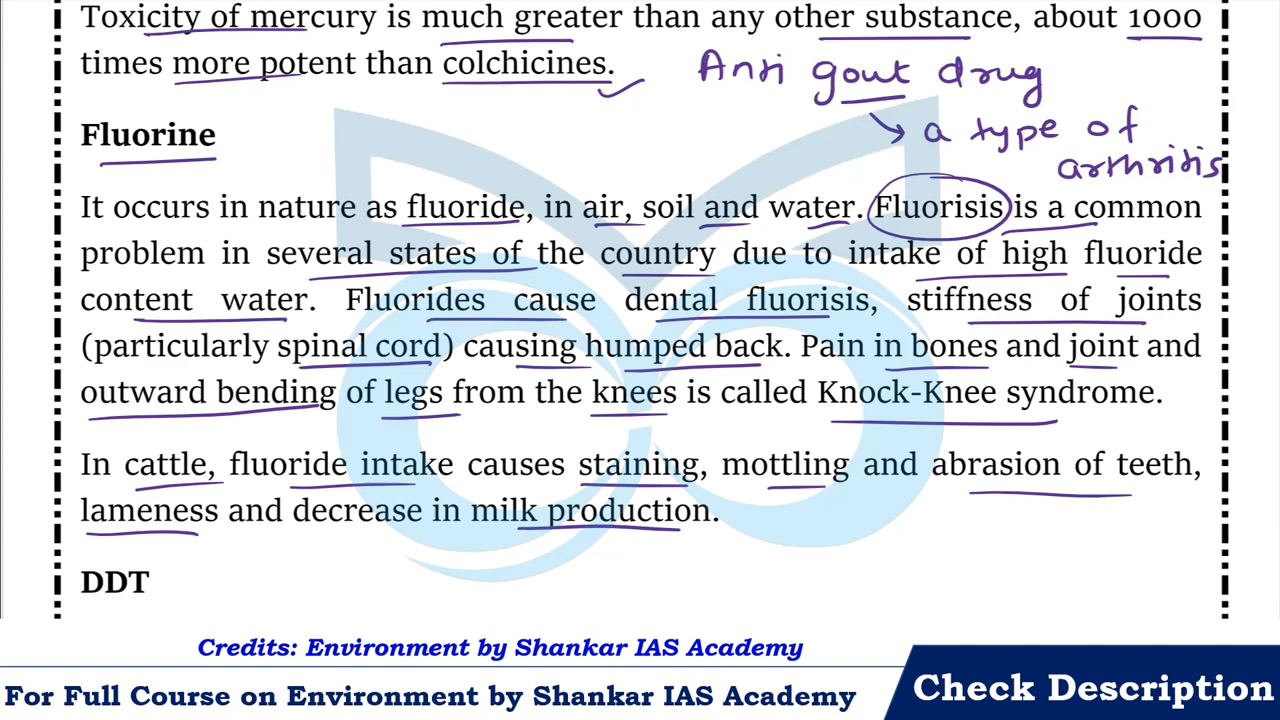 Toxicity of mercury is much greater than any other substance, about 1000
times more potent than colchicines.
Anti gout drug
→ a type of
arthritis
Fluorine
It occurs in nature as fluoride, in air, soil and water. Fluorisis is a common
problem in several states of the country due to intake of high fluoride
content water. Fluorides cause dental fluorisis, stiffness of joints
(particularly spinal cord) causing humped back. Pain in bones and joint and
outward bending of legs from the knees is called Knock-Knee syndrome.
In cattle, fluoride intake causes staining, mottling and abrasion of teeth,
lameness and decrease in milk production.
DDT
Credits: Environment by Shankar IAS Academy
For Full Course on Environment by Shankar IAS Academy
Check Description